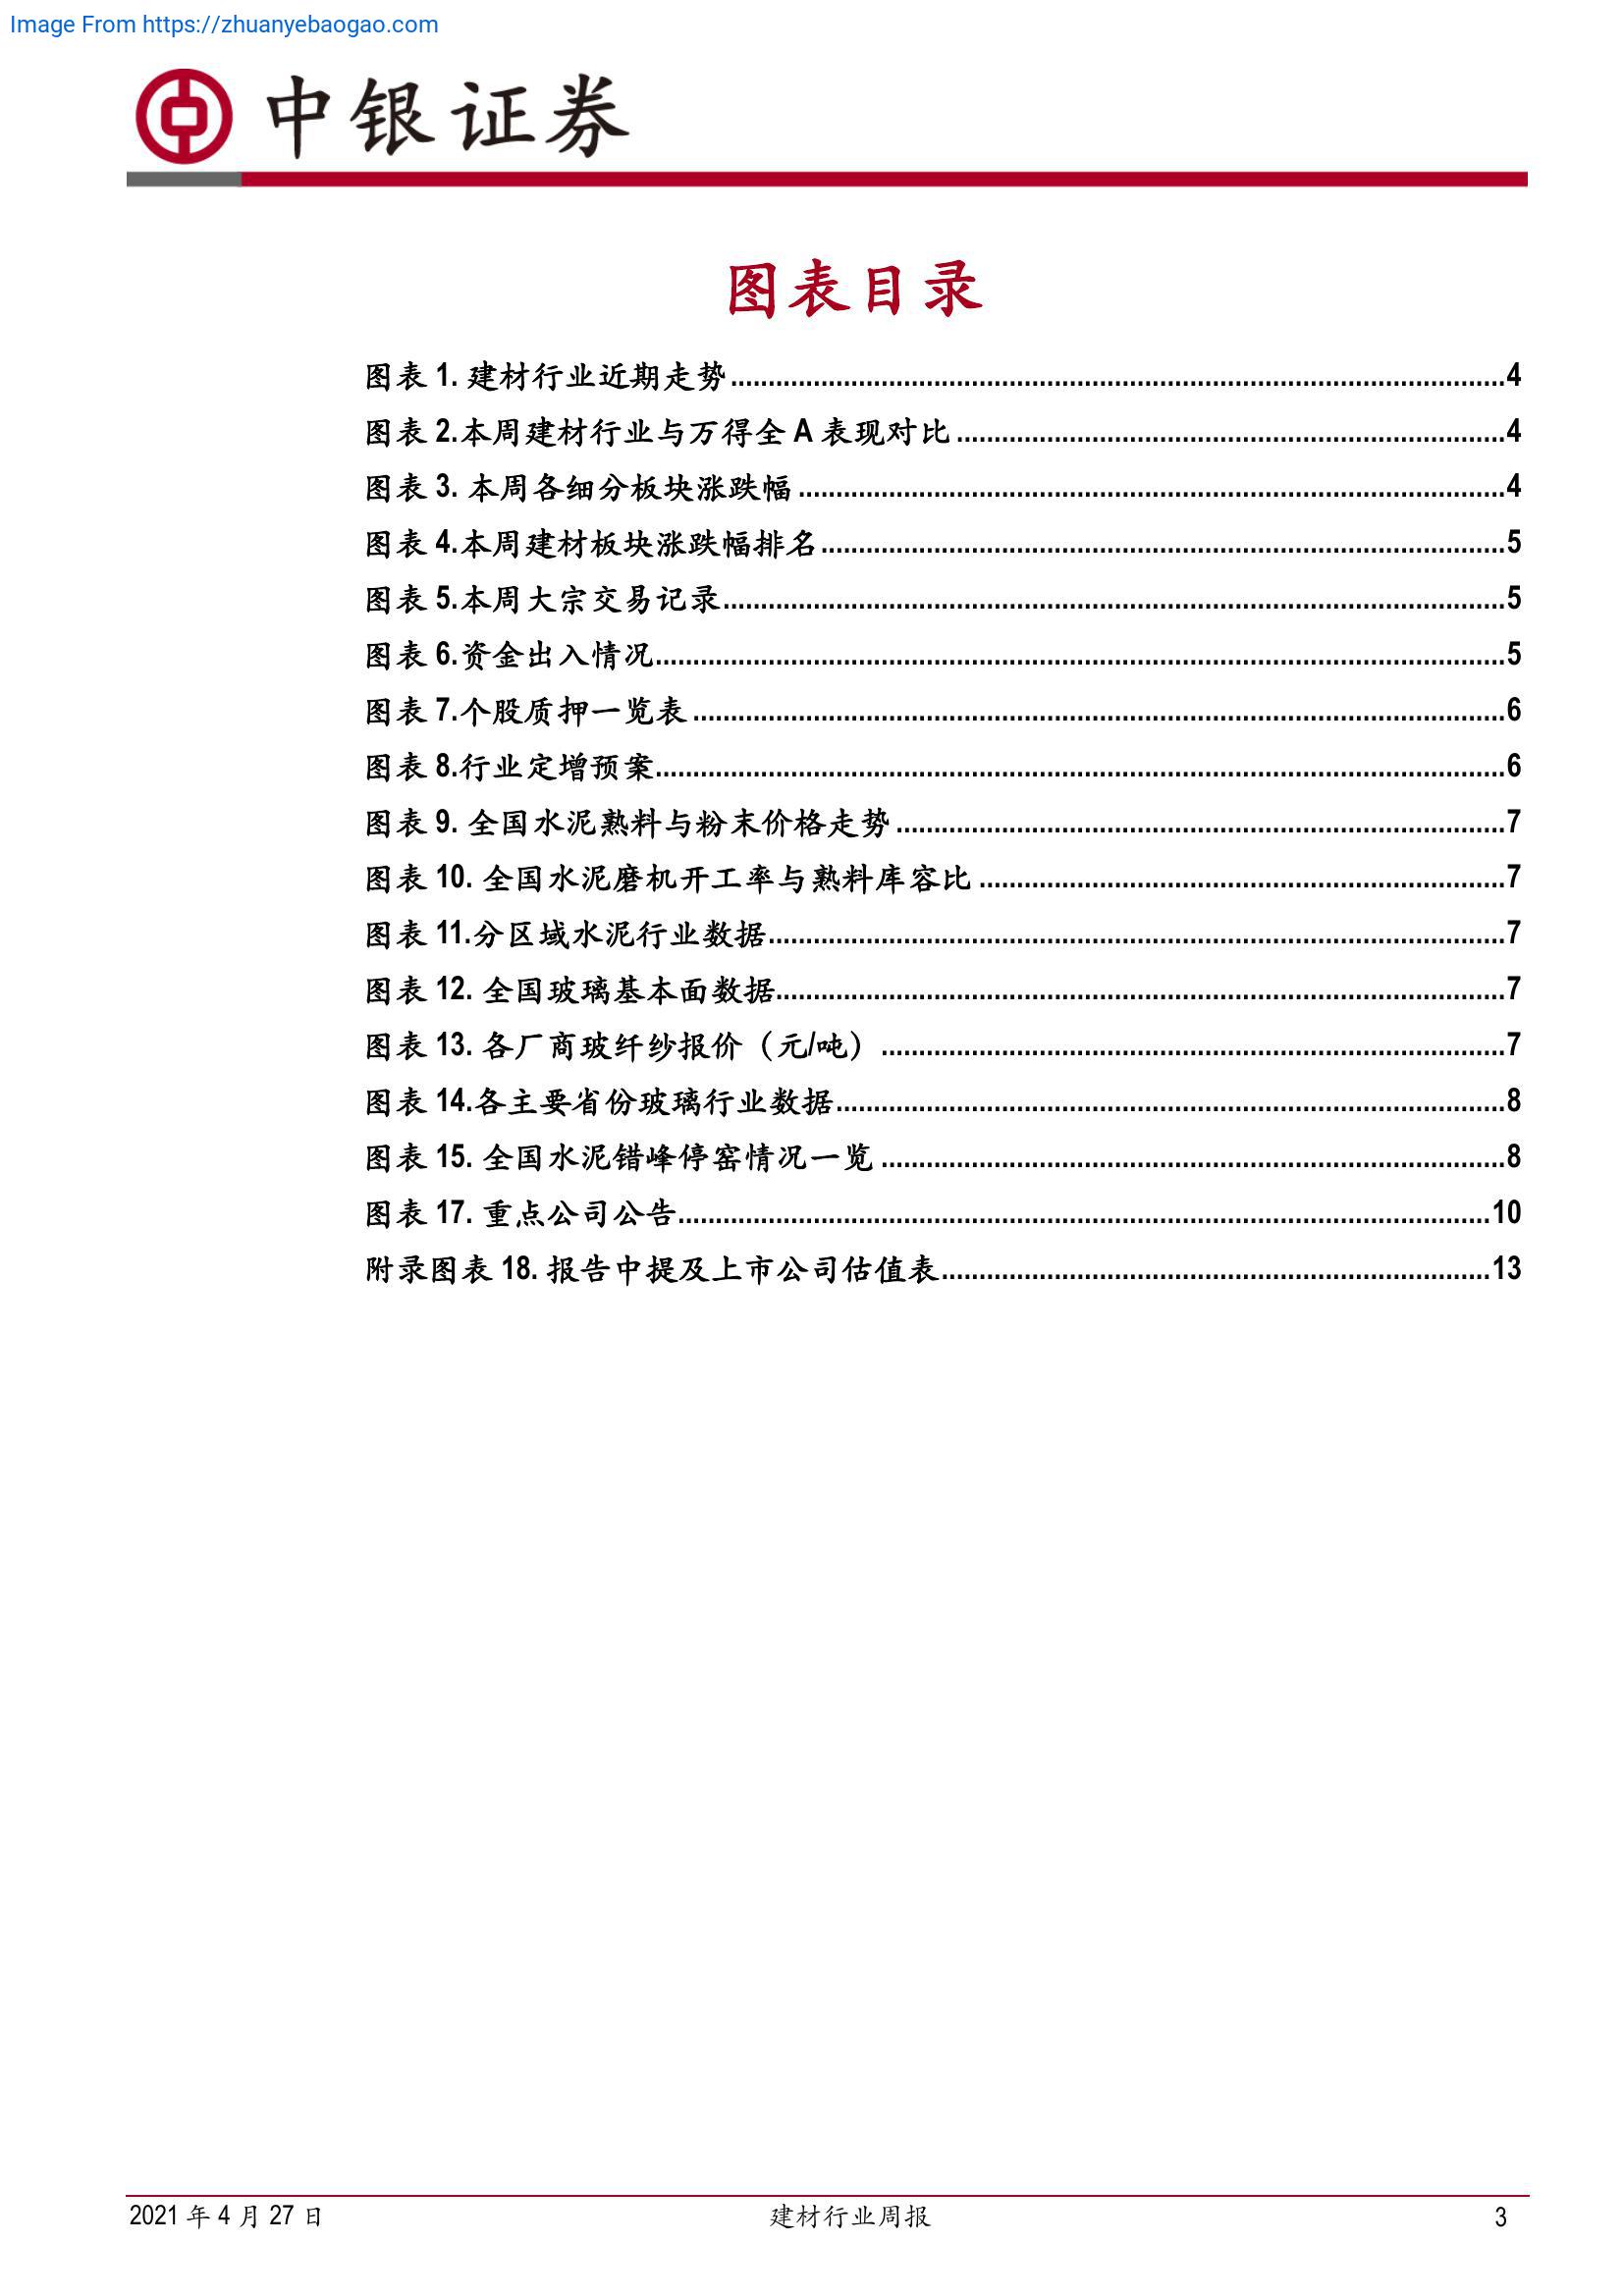 Image From https://zhuanyebaogao.com
中银证券
图表目录
图表 1. 建材行业近期走势 4
图表 2.本周建材行业与万得全 A 表现对比 4
图表 3. 本周各细分板块涨跌幅 4
图表 4.本周建材板块涨跌幅排名 5
图表 5.本周大宗交易记录 5
图表 6.资金出入情况 5
图表 7.个股质押一览表 6
图表 8.行业定增预案 6
图表 9. 全国水泥熟料与粉末价格走势 7
图表 10. 全国水泥磨机开工率与熟料库容比 7
图表 11.分区域水泥行业数据 7
图表 12. 全国玻璃基本面数据 7
图表 13. 各厂商玻纤纱报价（元/吨） 7
图表 14.各主要省份玻璃行业数据 8
图表 15. 全国水泥错峰停窑情况一览 8
图表 17. 重点公司公告 10
附录图表 18. 报告中提及上市公司估值表 13
2021 年 4 月 27 日 建材行业周报 3